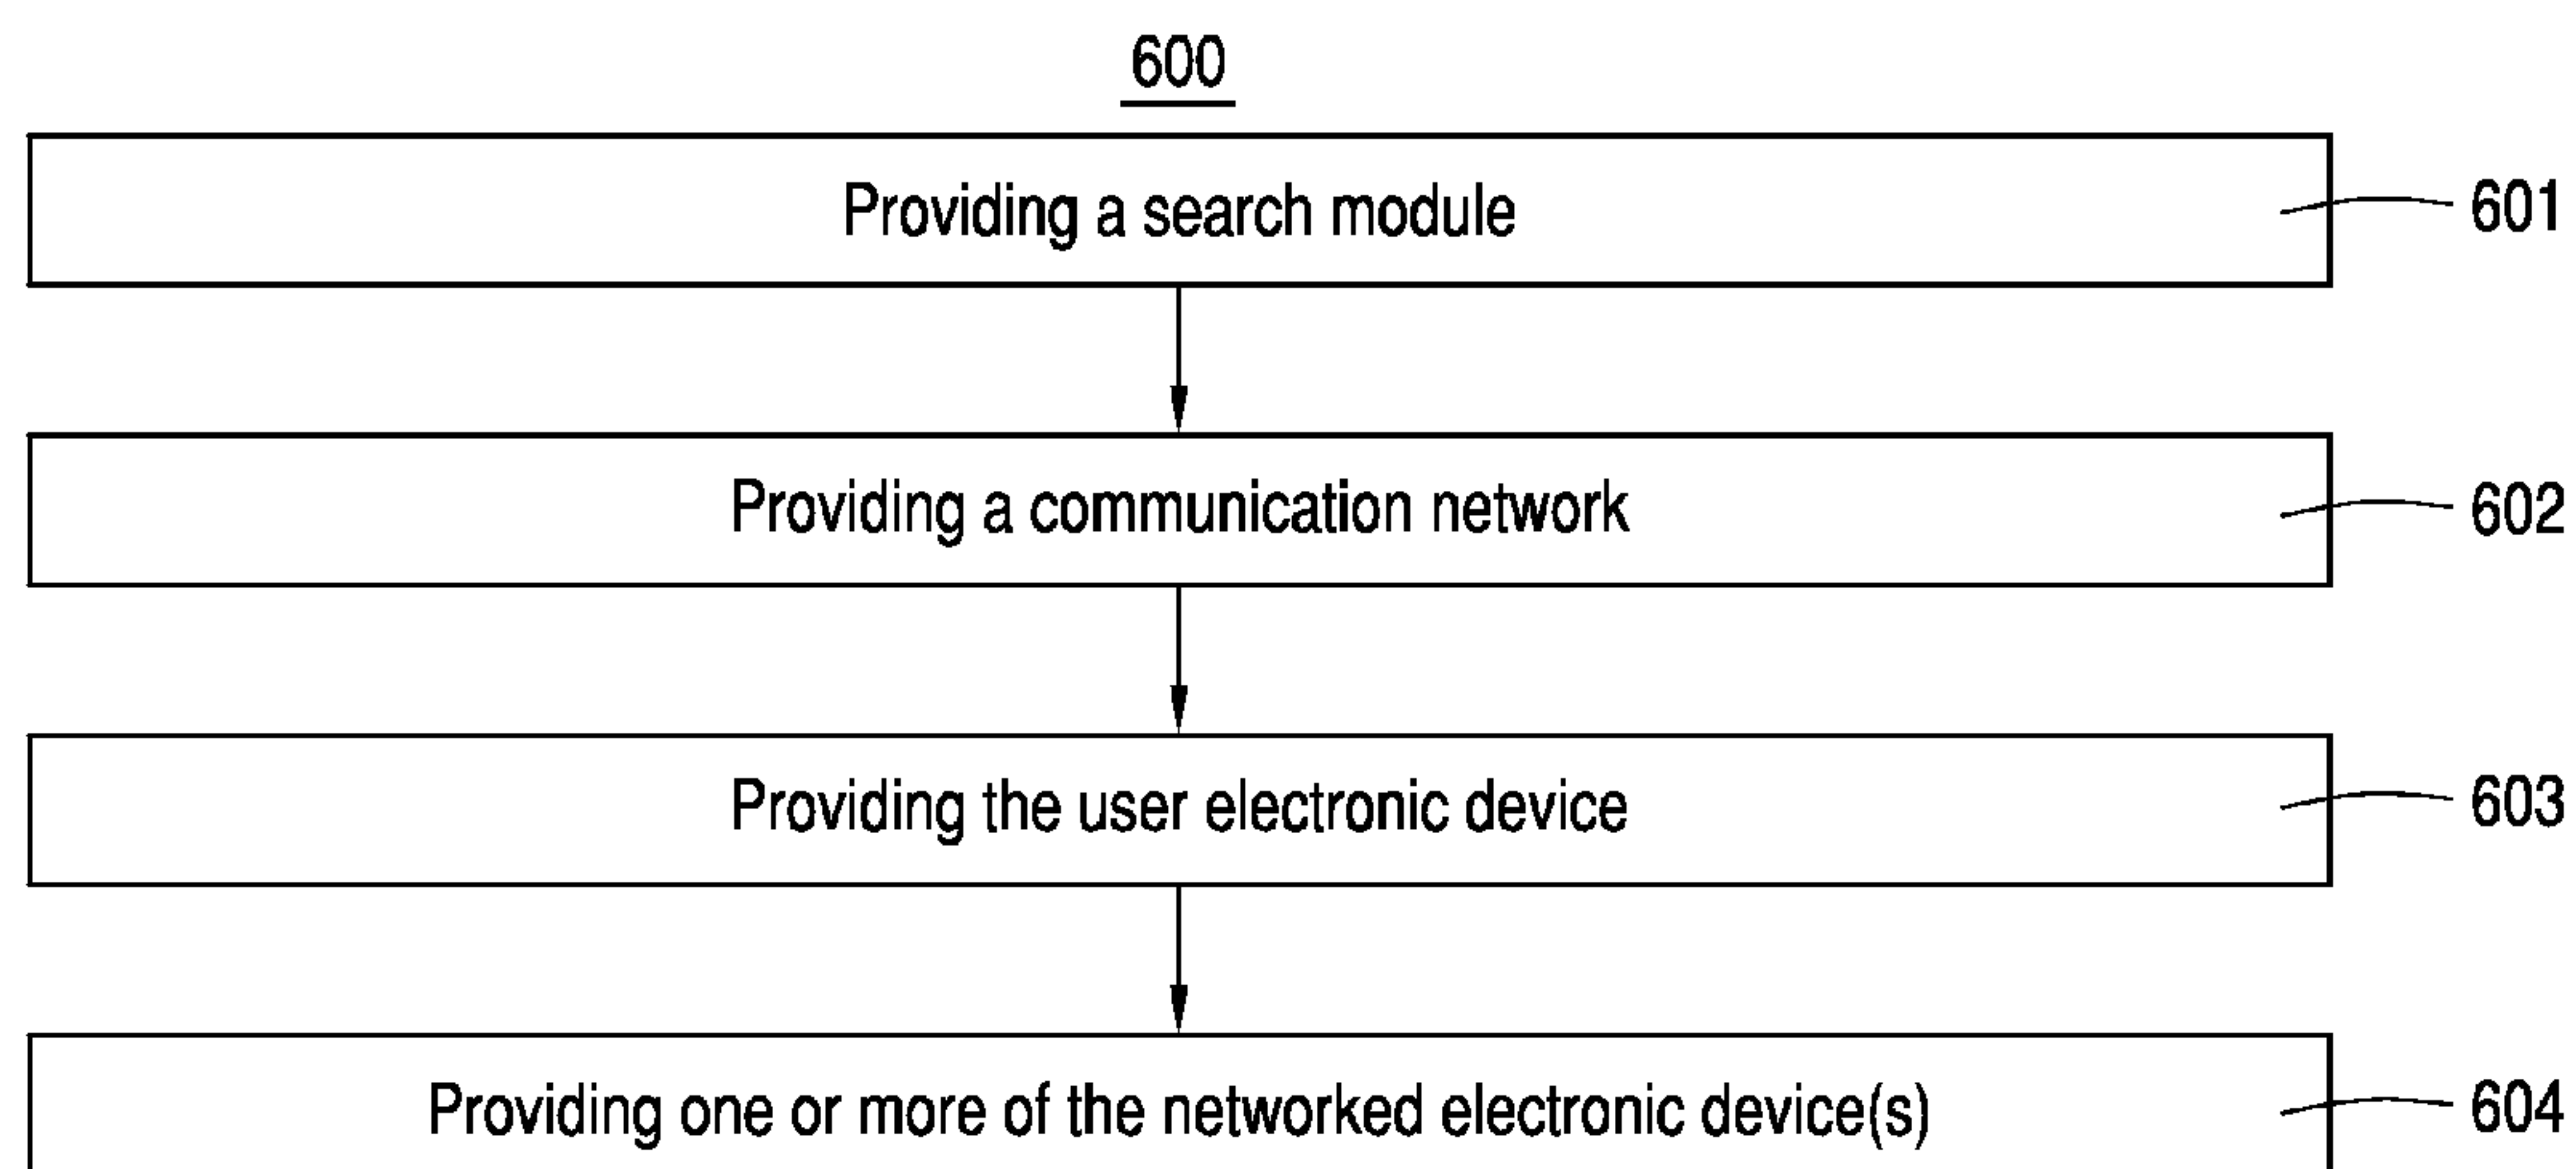 600
Providing a search module
601
Providing a communication network
602
Providing the user electronic device
603
Providing one or more of the networked electronic device(s)
604